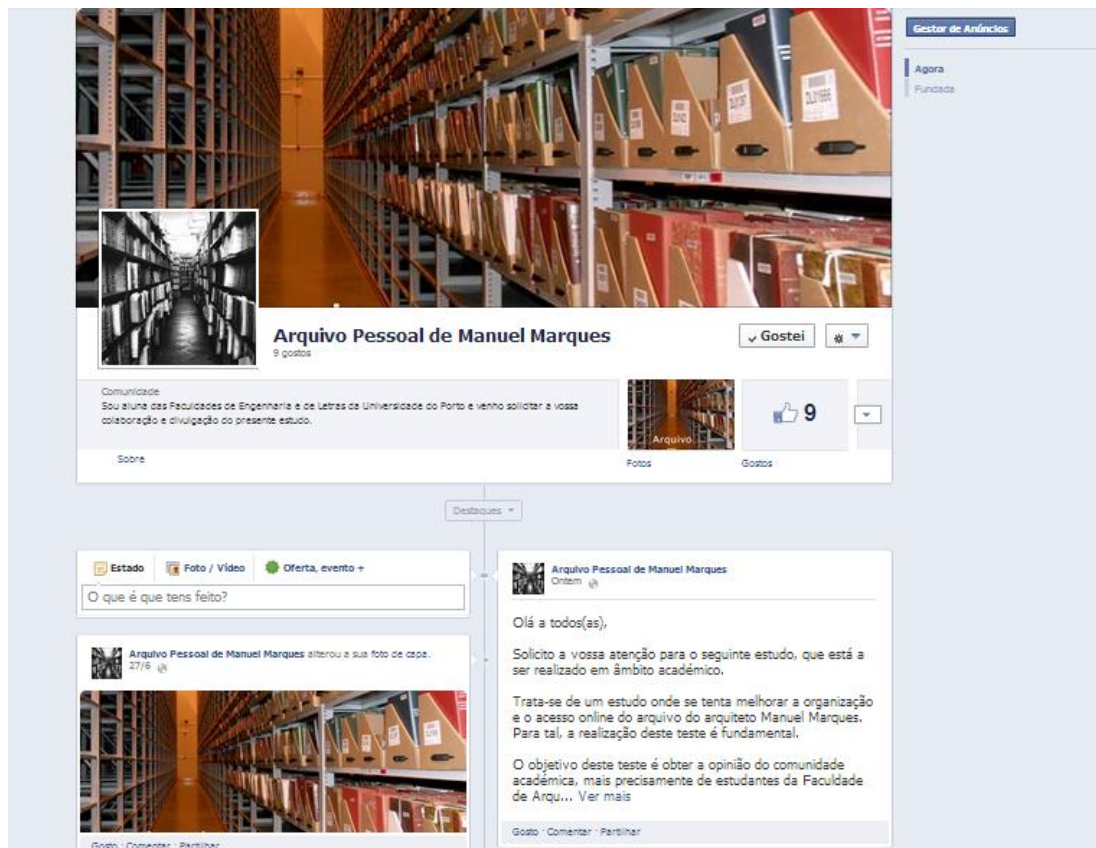 Gestor de Anúncios
Agora
Fundada
DL01666
Arquivo Pessoal de Manuel Marques
9 gostos
Gostei
Comunidade
Sou aluna das Faculdades de Engenharia e de Letras da Universidade do Porto e venho solicitar a vossa
colaboração e divulgação do presente estudo.
Sobre
Arquivo
Fotos
9
Gostos
Destaques
Estado
Foto / Vídeo
Oferta, evento +
O que é que tens feito?
Arquivo Pessoal de Manuel Marques alterou a sua foto de capa.
27/6
Gosto · Comentar · Partilhar
Arquivo Pessoal de Manuel Marques
Ontem
Olá a todos(as),
Solicito a vossa atenção para o seguinte estudo, que está a
ser realizado em âmbito académico.
Trata-se de um estudo onde se tenta melhorar a organização
e o acesso online do arquivo do arquiteto Manuel Marques.
Para tal, a realização deste teste é fundamental.
O objetivo deste teste é obter a opinião do comunidade
académica, mais precisamente de estudantes da Faculdade
de Arqu... Ver mais
Gosto · Comentar · Partilhar